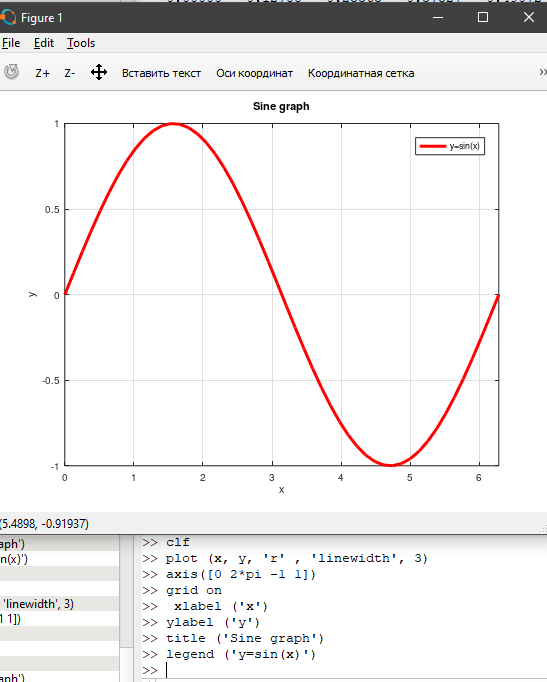 Figure 1
File Edit Tools
Z+ Z- Вставить текст Оси координат Координатная сетка »
Sine graph
y=sin(x)
1
0.5
0
-0.5
-1
y
0 1 2 3 4 5 6
x
(5.4898, -0.91937)
aph')
n(x)')
'linewidth', 3)
1 1])
aph')
>> clf
>> plot (x, y, 'r' , 'linewidth', 3)
>> axis([0 2*pi -1 1])
>> grid on
>>  xlabel ('x')
>> ylabel ('y')
>> title ('Sine graph')
>> legend ('y=sin(x)')
>>